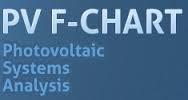 PV F-CHART
Photovoltaic
Systems
Analysis